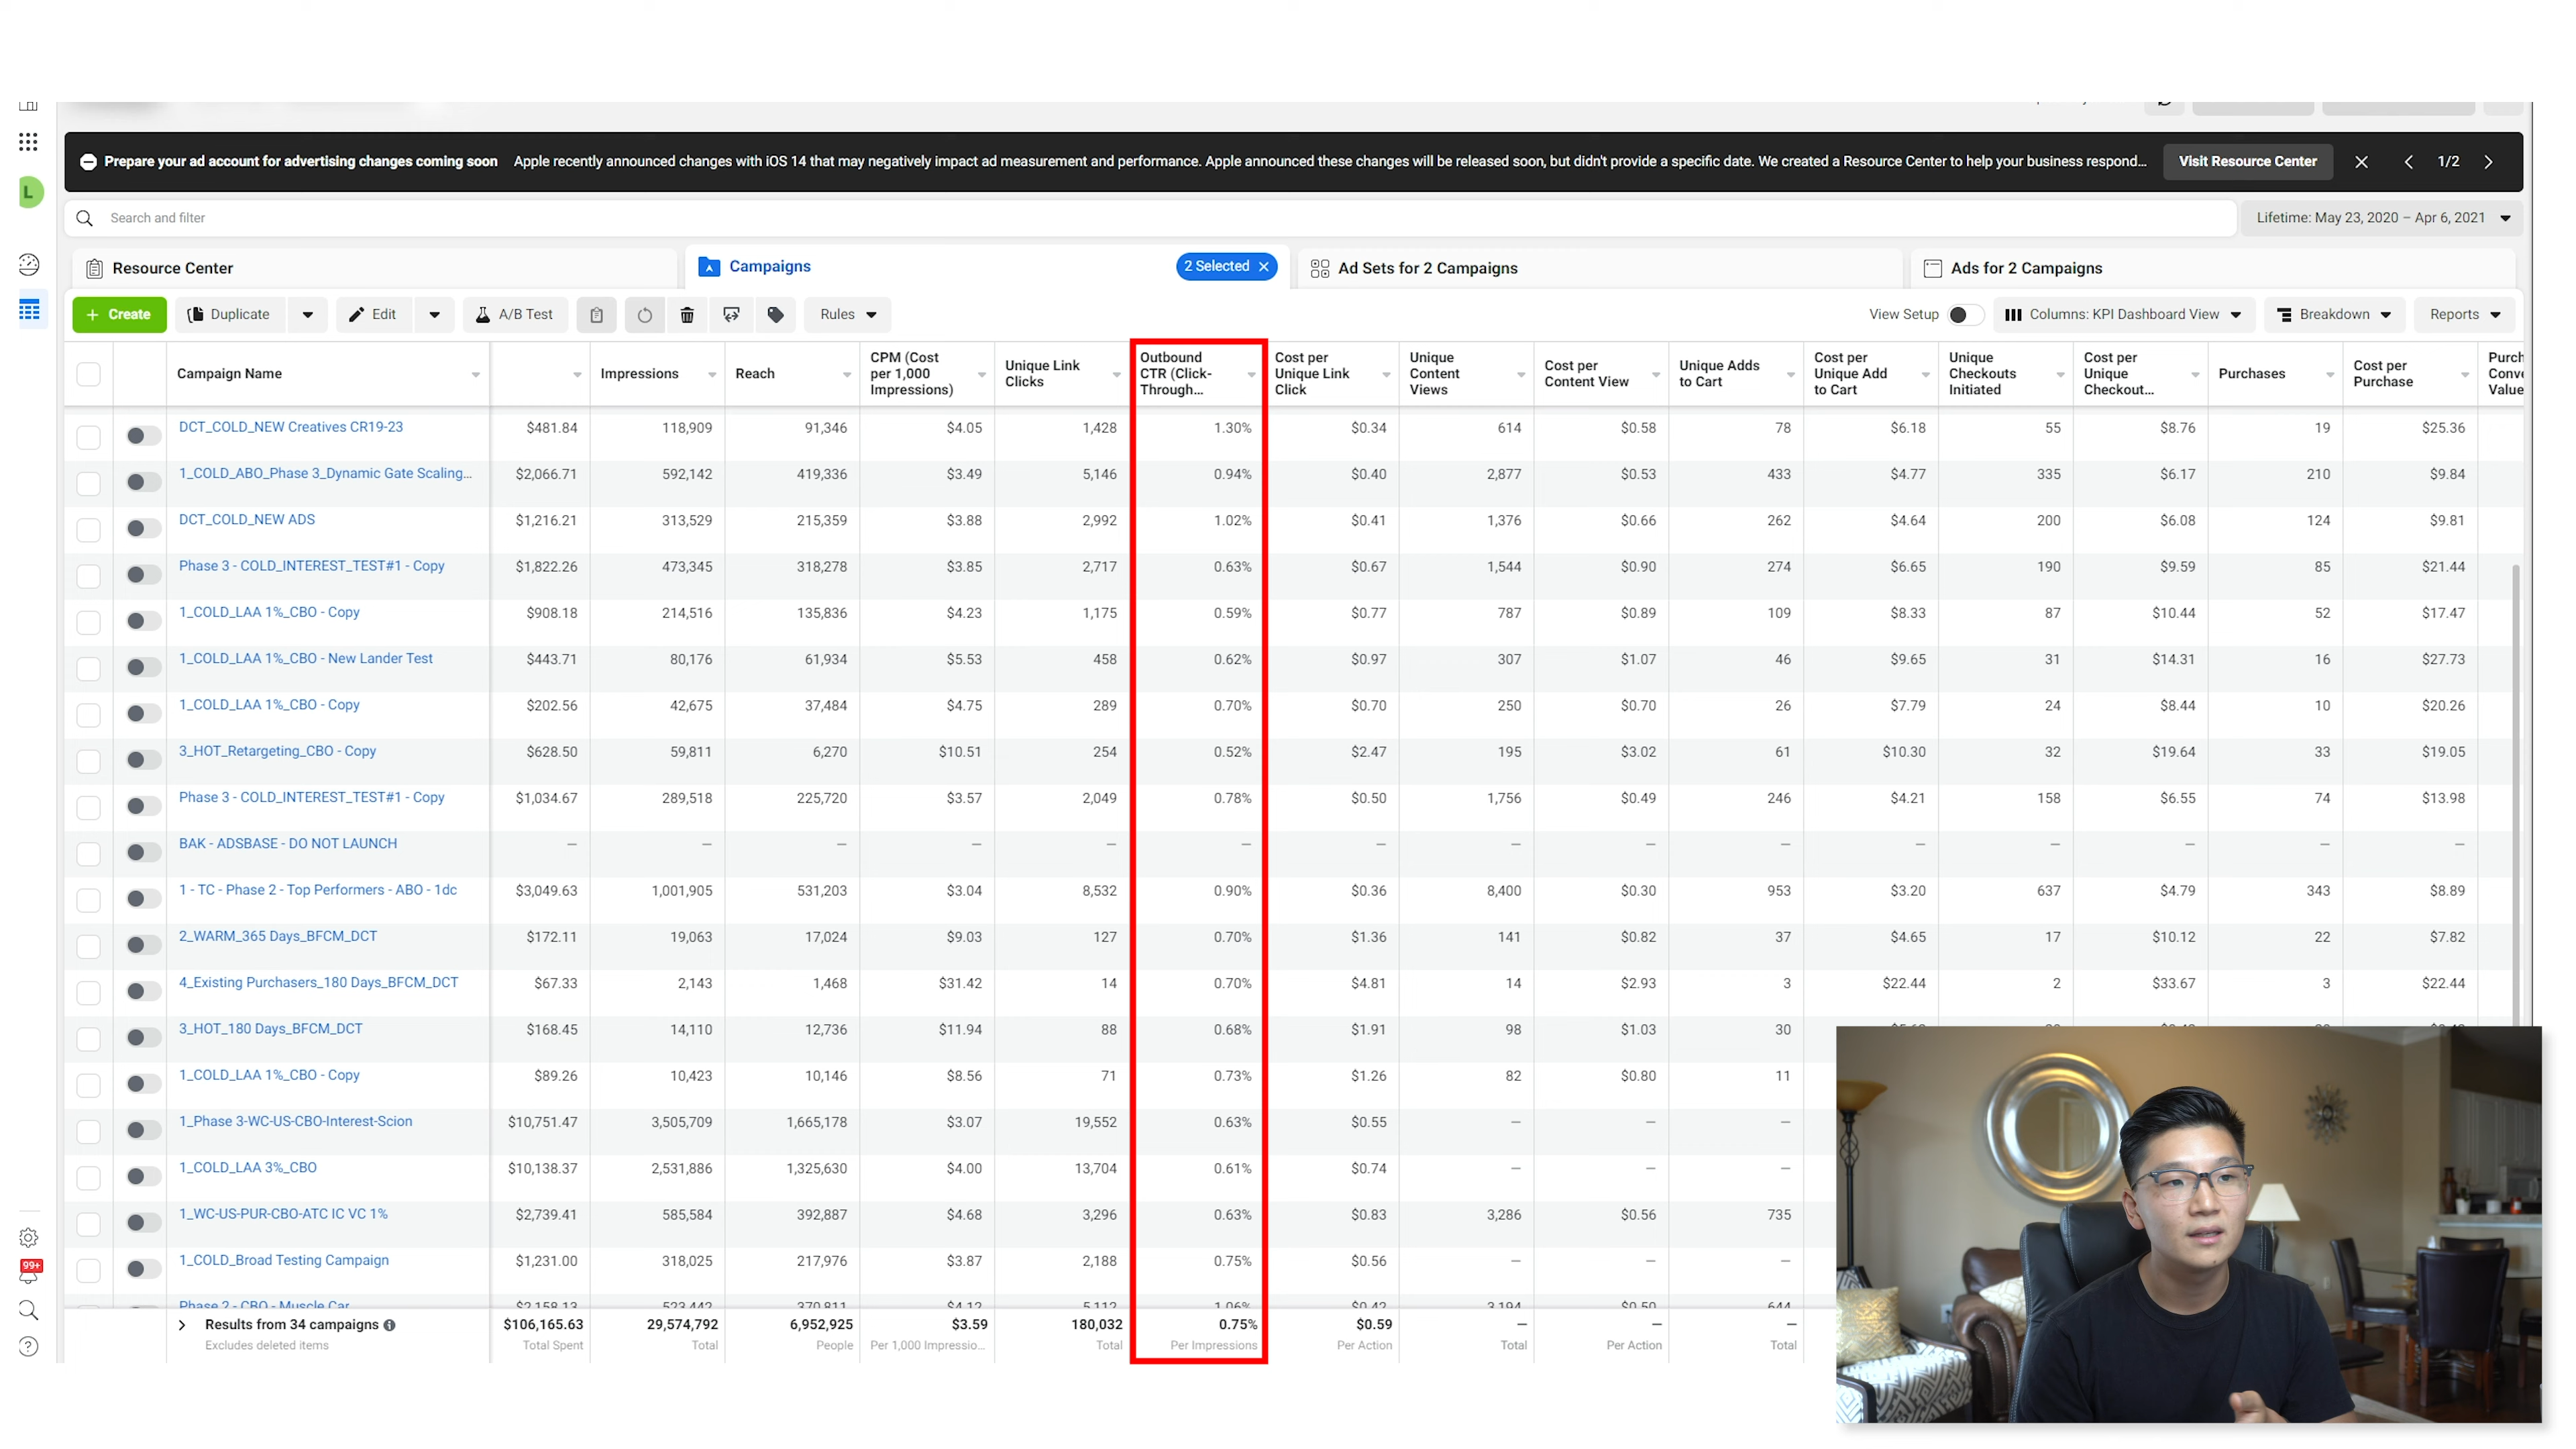 Prepare your ad account for advertising changes coming soon Apple recently announced changes with iOS 14 that may negatively impact ad measurement and performance. Apple announced these changes will be released soon, but didn't provide a specific date. We created a Resource Center to help your business respond... Visit Resource Center 1/2
L
Search and filter Lifetime: May 23, 2020 – Apr 6, 2021
Resource Center Campaigns 2 Selected Ad Sets for 2 Campaigns Ads for 2 Campaigns
+ Create Duplicate Edit A/B Test Rules View Setup Columns: KPI Dashboard View Breakdown Reports
Campaign Name Impressions Reach CPM (Cost per 1,000 Impressions) Unique Link Clicks Outbound CTR (Click-Through... Cost per Unique Link Click Unique Content Views Cost per Content View Unique Adds to Cart Cost per Unique Add to Cart Unique Checkouts Initiated Cost per Unique Checkout... Purchases Cost per Purchase Purch Conve Value
DCT_COLD_NEW Creatives CR19-23 $481.84 118,909 91,346 $4.05 1,428 1.30% $0.34 614 $0.58 78 $6.18 55 $8.76 19 $25.36
1_COLD_ABO_Phase 3_Dynamic Gate Scaling... $2,066.71 592,142 419,336 $3.49 5,146 0.94% $0.40 2,877 $0.53 433 $4.77 335 $6.17 210 $9.84
DCT_COLD_NEW ADS $1,216.21 313,529 215,359 $3.88 2,992 1.02% $0.41 1,376 $0.66 262 $4.64 200 $6.08 124 $9.81
Phase 3 - COLD_INTEREST_TEST#1 - Copy $1,822.26 473,345 318,278 $3.85 2,717 0.63% $0.67 1,544 $0.90 274 $6.65 190 $9.59 85 $21.44
1_COLD_LAA 1%_CBO - Copy $908.18 214,516 135,836 $4.23 1,175 0.59% $0.77 787 $0.89 109 $8.33 87 $10.44 52 $17.47
1_COLD_LAA 1%_CBO - New Lander Test $443.71 80,176 61,934 $5.53 458 0.62% $0.97 307 $1.07 46 $9.65 31 $14.31 16 $27.73
1_COLD_LAA 1%_CBO - Copy $202.56 42,675 37,484 $4.75 289 0.70% $0.70 250 $0.70 26 $7.79 24 $8.44 10 $20.26
3_HOT_Retargeting_CBO - Copy $628.50 59,811 6,270 $10.51 254 0.52% $2.47 195 $3.02 61 $10.30 32 $19.64 33 $19.05
Phase 3 - COLD_INTEREST_TEST#1 - Copy $1,034.67 289,518 225,720 $3.57 2,049 0.78% $0.50 1,756 $0.49 246 $4.21 158 $6.55 74 $13.98
BAK - ADSBASE - DO NOT LAUNCH – – – – – – – – – – – – – – –
1 - TC - Phase 2 - Top Performers - ABO - 1dc $3,049.63 1,001,905 531,203 $3.04 8,532 0.90% $0.36 8,400 $0.30 953 $3.20 637 $4.79 343 $8.89
2_WARM_365 Days_BFCM_DCT $172.11 19,063 17,024 $9.03 127 0.70% $1.36 141 $0.82 37 $4.65 17 $10.12 22 $7.82
4_Existing Purchasers_180 Days_BFCM_DCT $67.33 2,143 1,468 $31.42 14 0.70% $4.81 14 $2.93 3 $22.44 2 $33.67 3 $22.44
3_HOT_180 Days_BFCM_DCT $168.45 14,110 12,736 $11.94 88 0.68% $1.91 98 $1.03 30
1_COLD_LAA 1%_CBO - Copy $89.26 10,423 10,146 $8.56 71 0.73% $1.26 82 $0.80 11
1_Phase 3-WC-US-CBO-Interest-Scion $10,751.47 3,505,709 1,665,178 $3.07 19,552 0.63% $0.55 – – –
1_COLD_LAA 3%_CBO $10,138.37 2,531,886 1,325,630 $4.00 13,704 0.61% $0.74 – – –
1_WC-US-PUR-CBO-ATC IC VC 1% $2,739.41 585,584 392,887 $4.68 3,296 0.63% $0.83 3,286 $0.56 735
1_COLD_Broad Testing Campaign $1,231.00 318,025 217,976 $3.87 2,188 0.75% $0.56 – – –
Phase 2 - CBO - Muscle Car $2,158.13 523,442 370,811 $4.12 5,112 1.06% $0.42 3,194 $0.50 644
99+
Results from 34 campaigns $106,165.63 29,574,792 6,952,925 $3.59 180,032 0.75% $0.59 – – –
Excludes deleted items Total Spent Total People Per 1,000 Impressio... Total Per Impressions Per Action Total Per Action Total